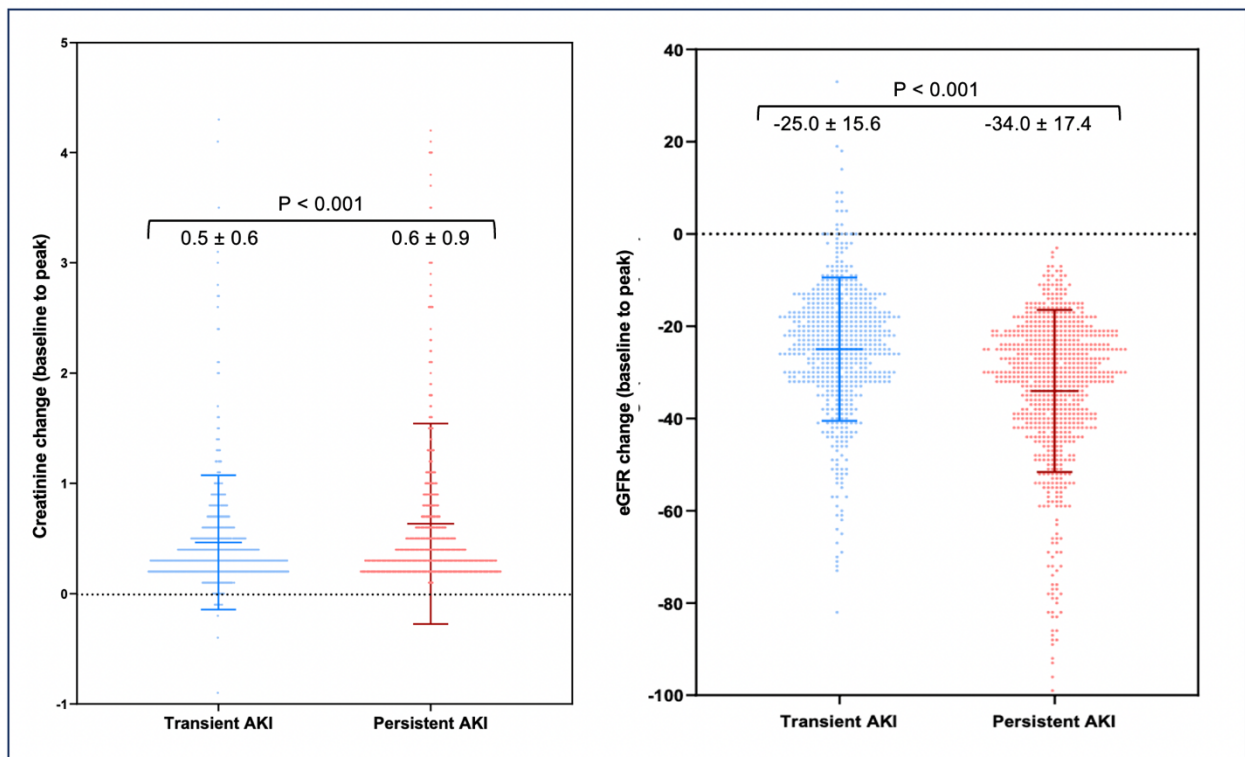 5
4
3
2
1
0
-1
Creatinine change (baseline to peak)
P < 0.001
0.5 ± 0.6
0.6 ± 0.9
Transient AKI
Persistent AKI
40
20
0
-20
-40
-60
-80
-100
eGFR change (baseline to peak)
P < 0.001
-25.0 ± 15.6
-34.0 ± 17.4
Transient AKI
Persistent AKI